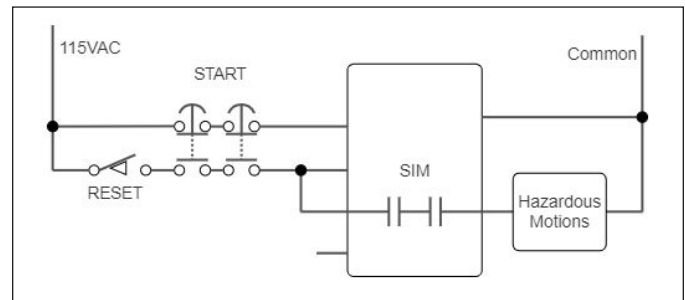 115VAC
START
Common
RESET
SIM
Hazardous
Motions